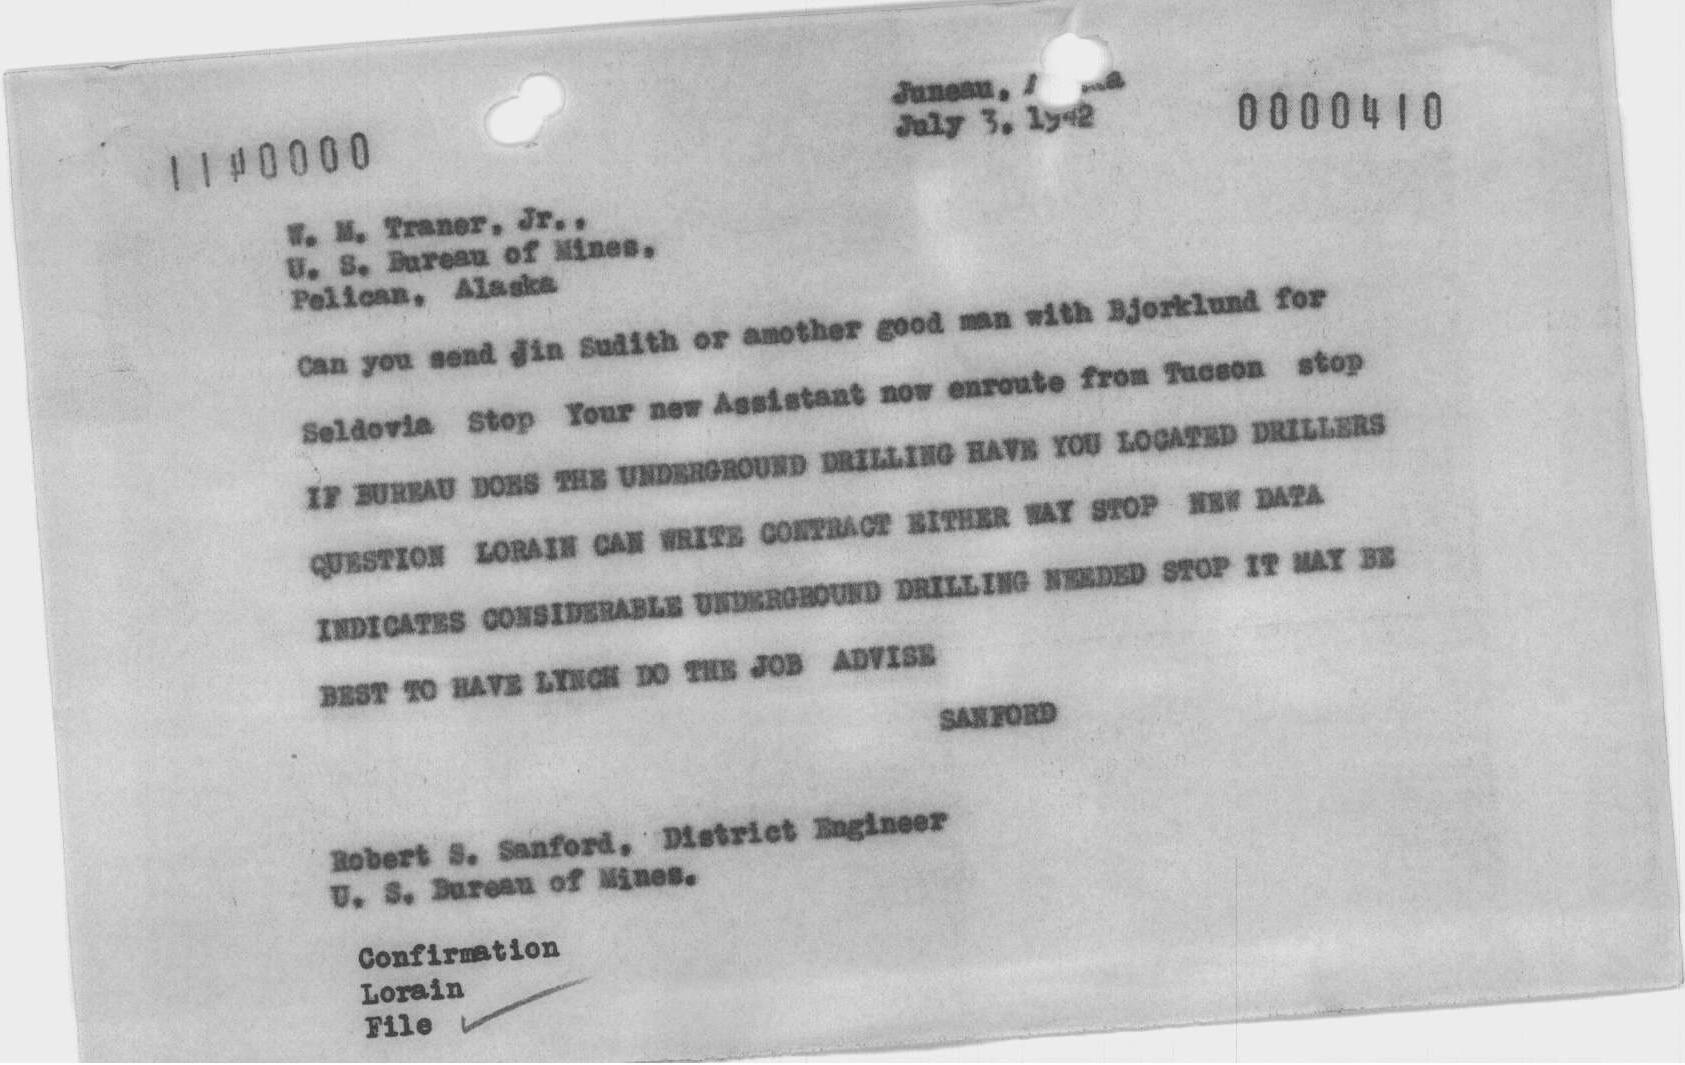 Juneau,
July 3, 1942
0000410
1140000
W. M. Traner, Jr.,
U. S. Bureau of Mines.
Pelican, Alaska
Can you send Jin Sudith or amother good man with Bjorklund for
Seldovia Stop Your new Assistant now enroute from Tucson stop
IF BUREAU DOES THE UNDERGROUND DRILLING HAVE YOU LOCATED DRILLERS
QUESTION LORAIN CAN WRITE CONTRACT EITHER WAY STOP NEW DATA
INDICATES CONSIDERABLE UNDERGROUND DRILLING NEEDED STOP IT MAY BE
BEST TO HAVE LYNCH DO THE JOB ADVISE
SANFORD
Robert S. Sanford, District Engineer
U. S. Bureau of Mines.
Confirmation
Lorain
File